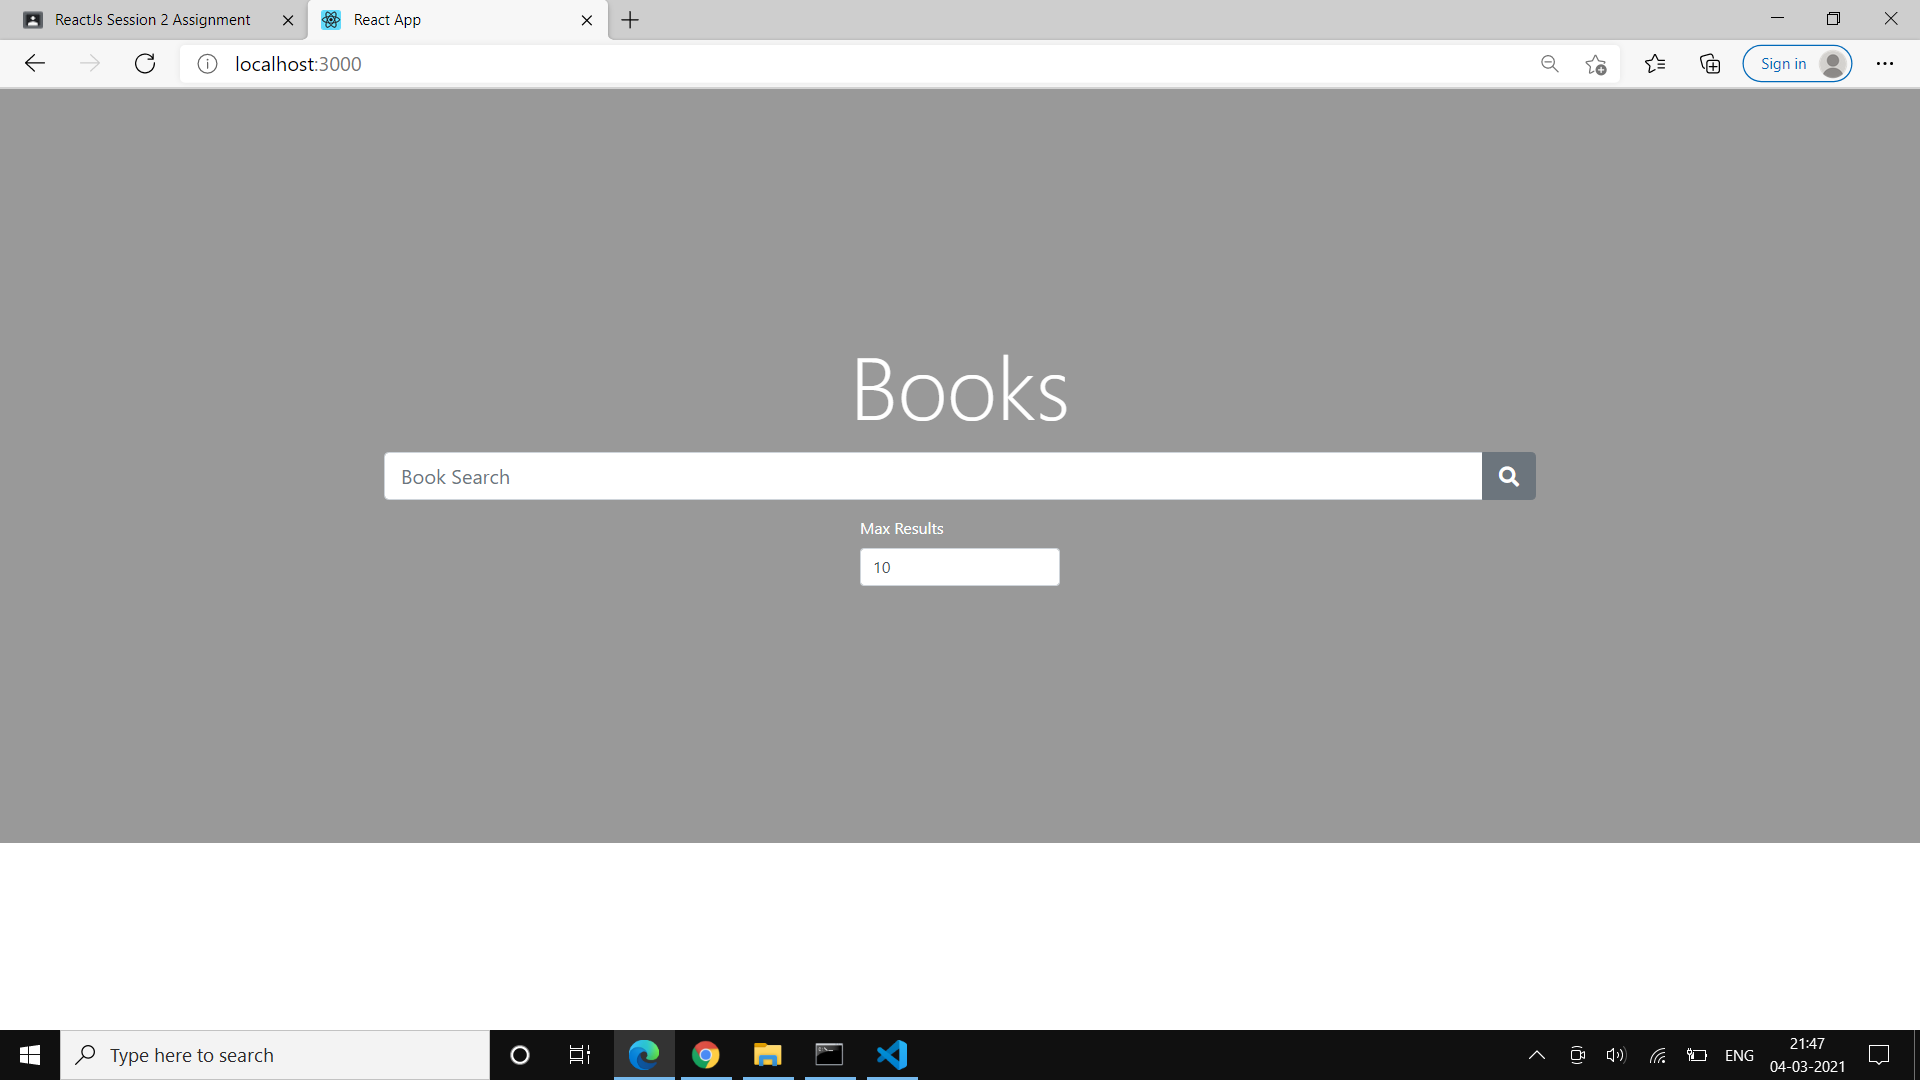 ReactJs Session 2 Assignment
React App
localhost:3000
Sign in
Books
Book Search
Max Results
10
Type here to search
ENG
21:47
04-03-2021